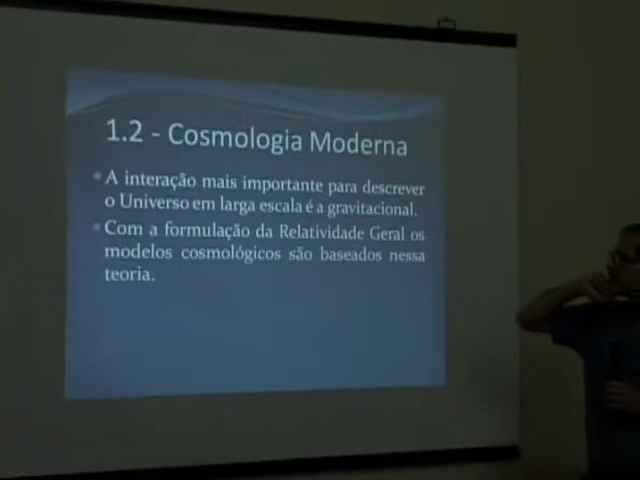 1.2 - Cosmologia Moderna
A interação mais importante para descrever
o Universo em larga escala é a gravitacional.
Com a formulação da Relatividade Geral os
modelos cosmológicos são baseados nessa
teoria.